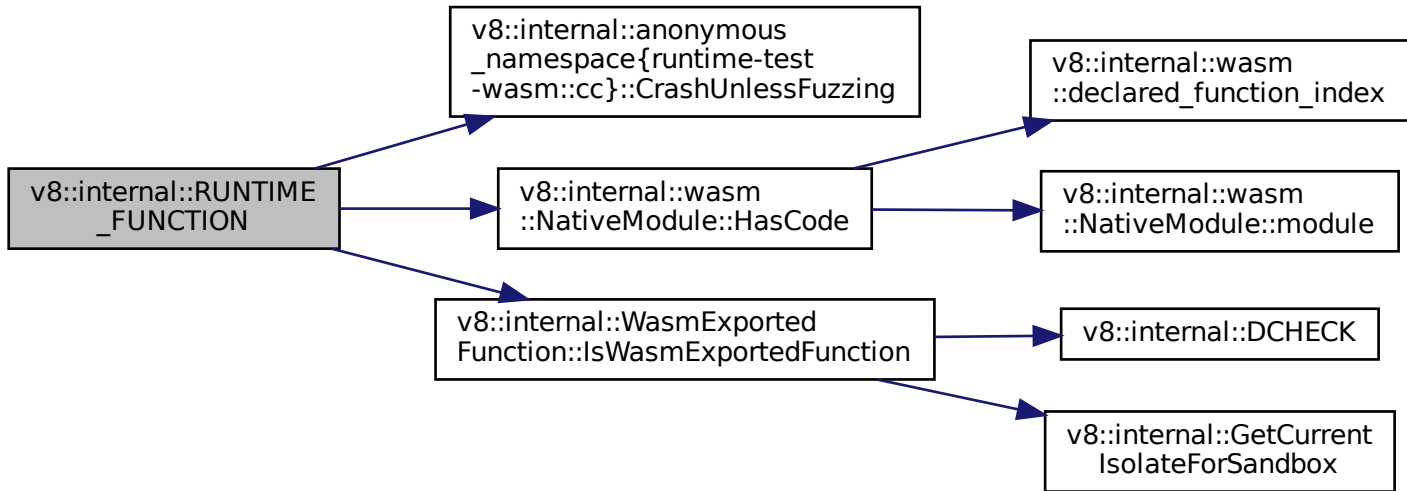 v8::internal::RUNTIME
_FUNCTION
v8::internal::anonymous
_namespace{runtime-test
-wasm::cc}::CrashUnlessFuzzing
v8::internal::wasm
::NativeModule::HasCode
v8::internal::WasmExported
Function::IsWasmExportedFunction
v8::internal::wasm
::declared_function_index
v8::internal::wasm
::NativeModule::module
v8::internal::DCHECK
v8::internal::GetCurrent
IsolateForSandbox